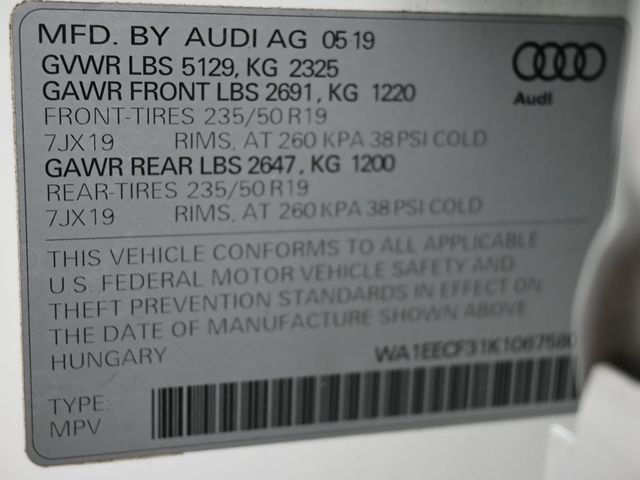 MFD. BY AUDI AG 05 19
GVWR LBS 5129, KG 2325
GAWR FRONT LBS 2691, KG 1220
FRONT-TIRES 235/50 R19
7JX19 RIMS, AT 260 KPA 38 PSI COLD
GAWR REAR LBS 2647, KG 1200
REAR-TIRES 235/50 R19
7JX19 RIMS, AT 260 KPA 38 PSI COLD
Audi
THIS VEHICLE CONFORMS TO ALL APPLICABLE
U.S. FEDERAL MOTOR VEHICLE SAFETY AND
THEFT PREVENTION STANDARDS IN EFFECT ON
THE DATE OF MANUFACTURE SHOWN ABOVE
HUNGARY WA1EECF31K1067580
TYPE:
MPV